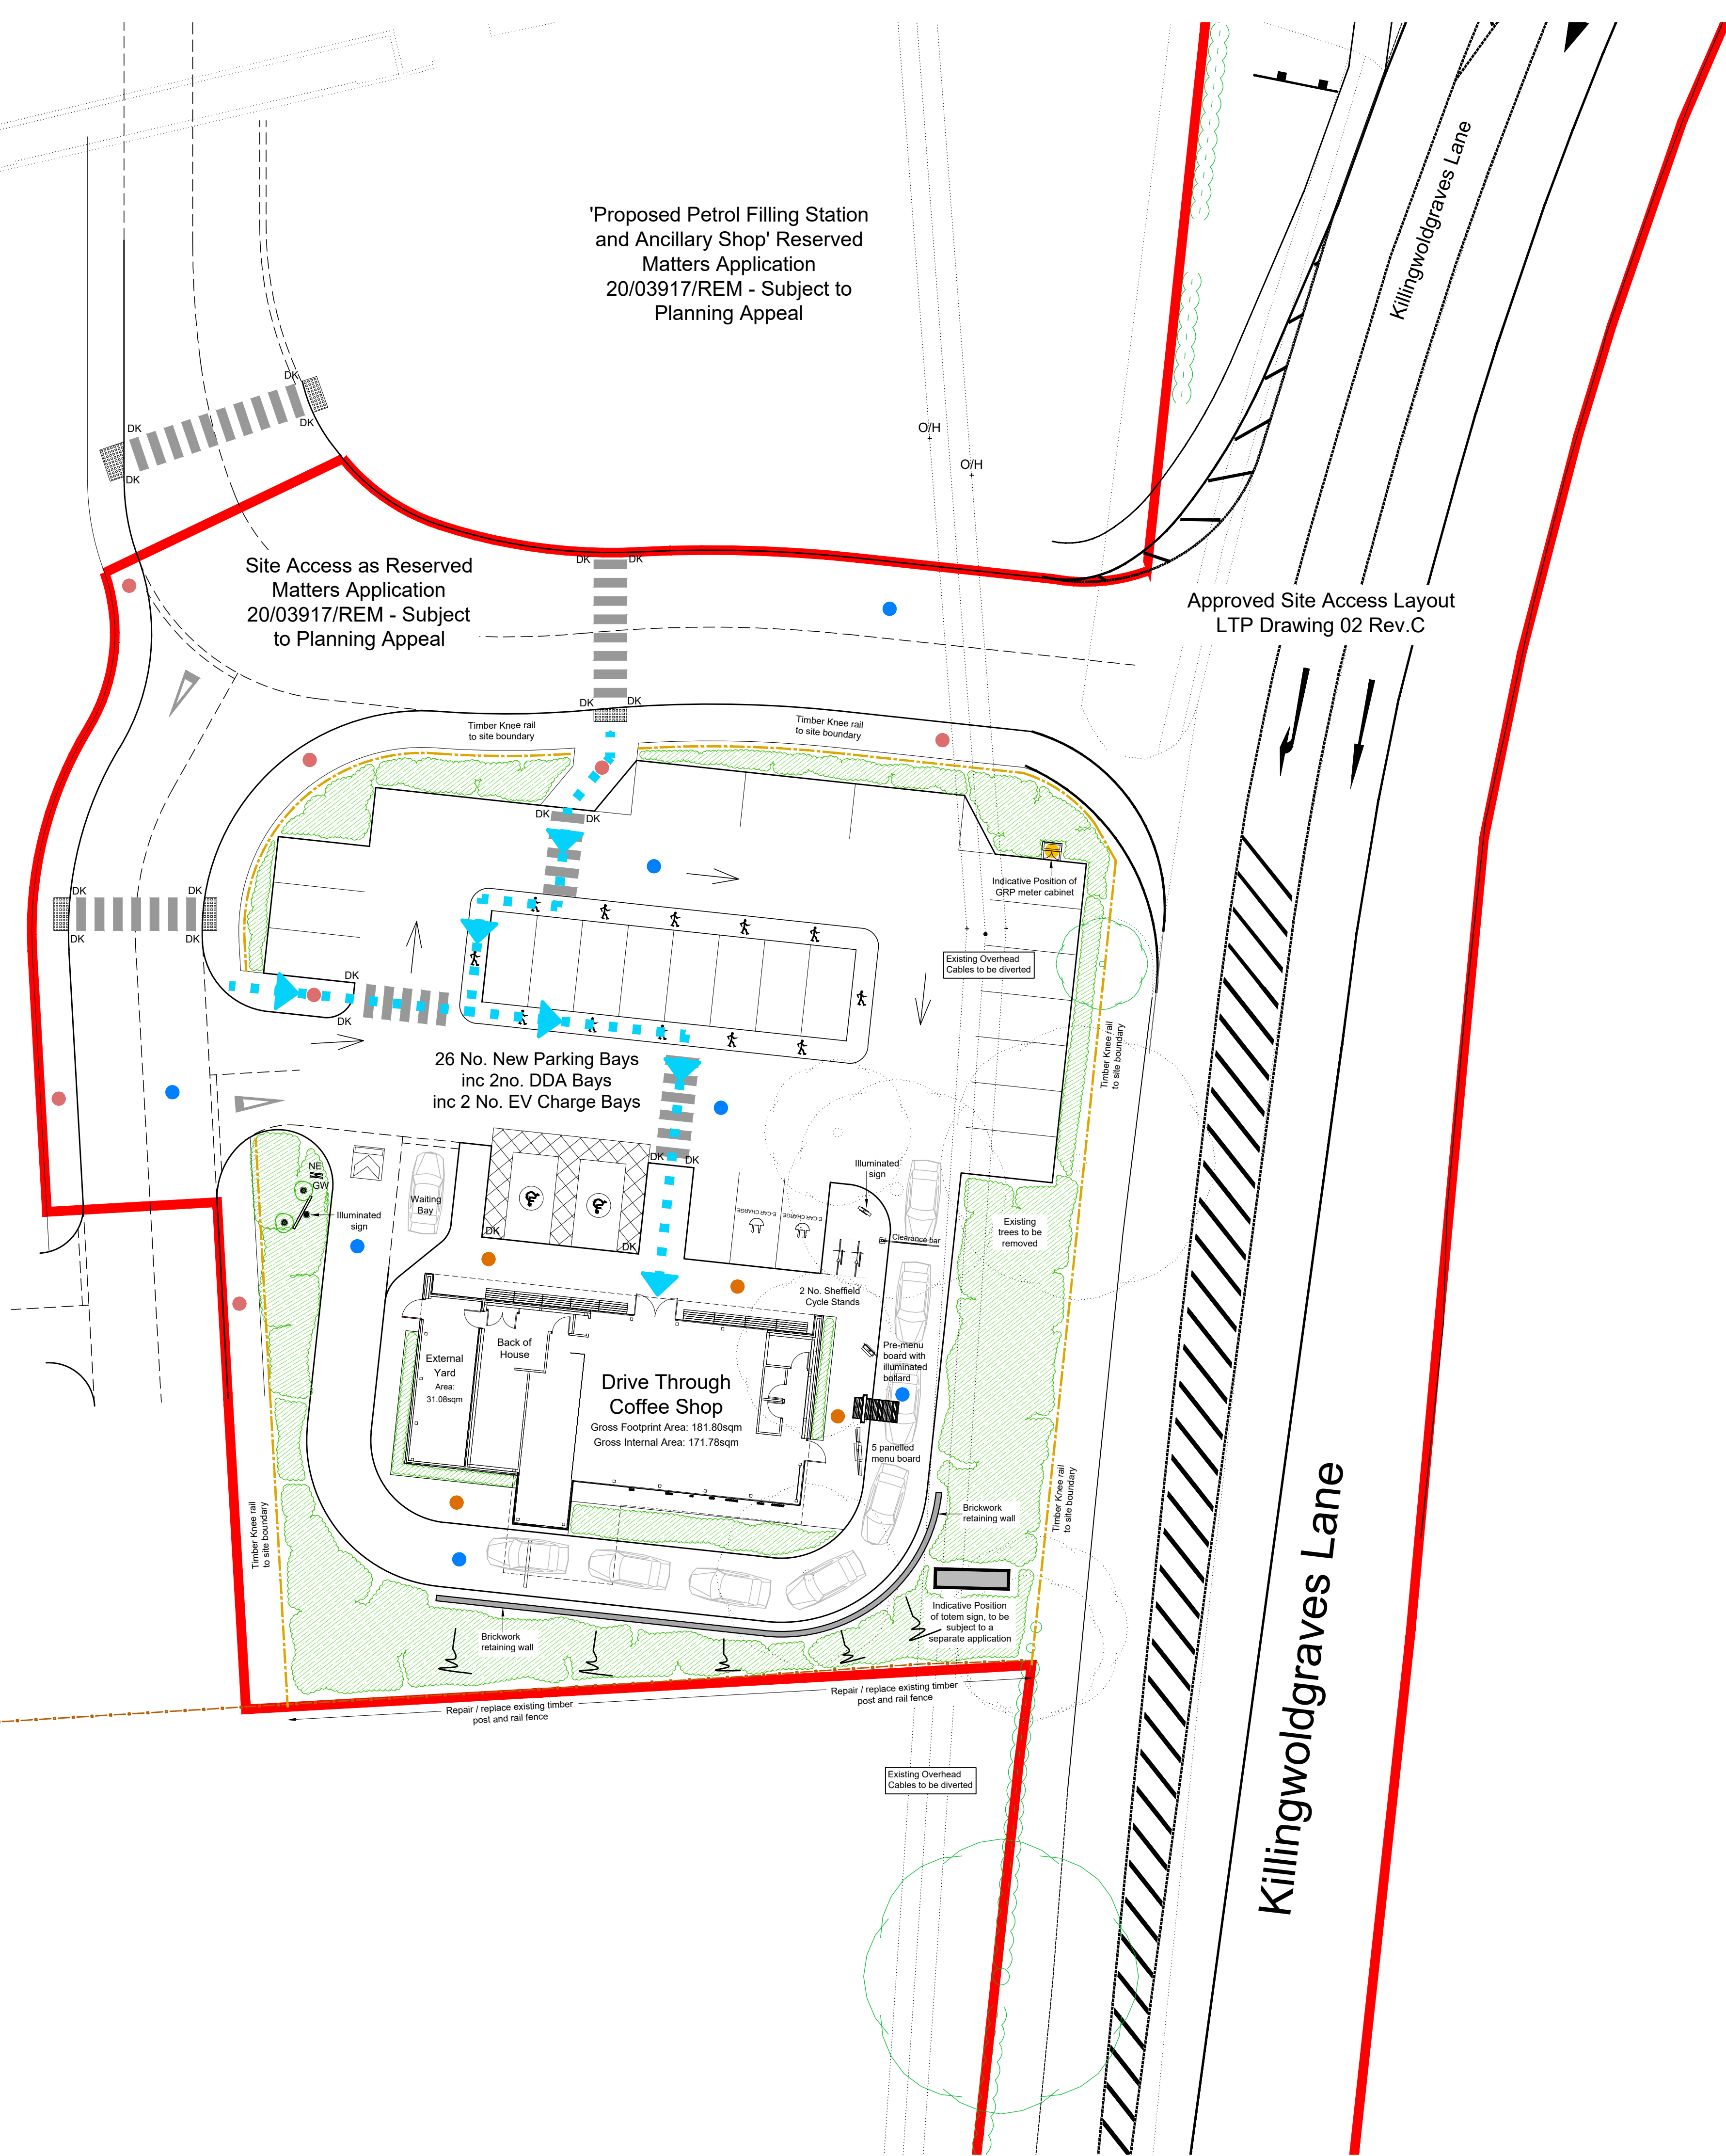 Killingwoldgraves Lane
'Proposed Petrol Filling Station
and Ancillary Shop' Reserved
Matters Application
20/03917/REM - Subject to
Planning Appeal
DK
DK
DK
DK
O/H
O/H
Site Access as Reserved
Matters Application
20/03917/REM - Subject
to Planning Appeal
DK
DK
Approved Site Access Layout
LTP Drawing 02 Rev.C
DK
DK
Timber Knee rail
to site boundary
Timber Knee rail
to site boundary
DK
DK
Indicative Position of
GRP meter cabinet
DK
DK
DK
DK
Existing Overhead
Cables to be diverted
DK
DK
Timber Knee rail
to site boundary
26 No. New Parking Bays
inc 2no. DDA Bays
inc 2 No. EV Charge Bays
DK
DK
NE
GW
Illuminated
sign
Waiting
Bay
Illuminated
sign
E-CAR CHARGE
E-CAR CHARGE
DK
DK
Clearance bar
Existing
trees to be
removed
2 No. Sheffield
Cycle Stands
Back of
House
External
Yard
Area:
31.08sqm
Pre-menu
board with
illuminated
bollard
Drive Through
Coffee Shop
Gross Footprint Area: 181.80sqm
Gross Internal Area: 171.78sqm
5 panelled
menu board
Timber Knee rail
to site boundary
Timber Knee rail
to site boundary
Brickwork
retaining wall
Indicative Position
of totem sign, to be
subject to a
separate application
Brickwork
retaining wall
Repair / replace existing timber
post and rail fence
Repair / replace existing timber
post and rail fence
Existing Overhead
Cables to be diverted
Killingwoldgraves Lane